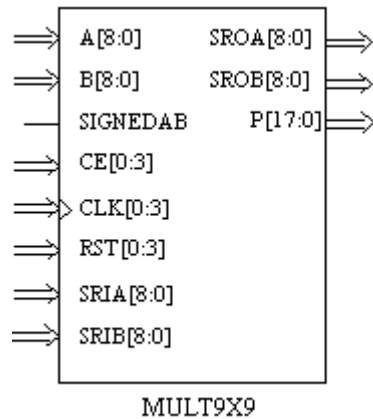 A[8:0] SROA[8:0]
B[8:0] SROB[8:0]
SIGNEDAB P[17:0]
CE[0:3]
CLK[0:3]
RST[0:3]
SRIA[8:0]
SRIB[8:0]
MULT9X9